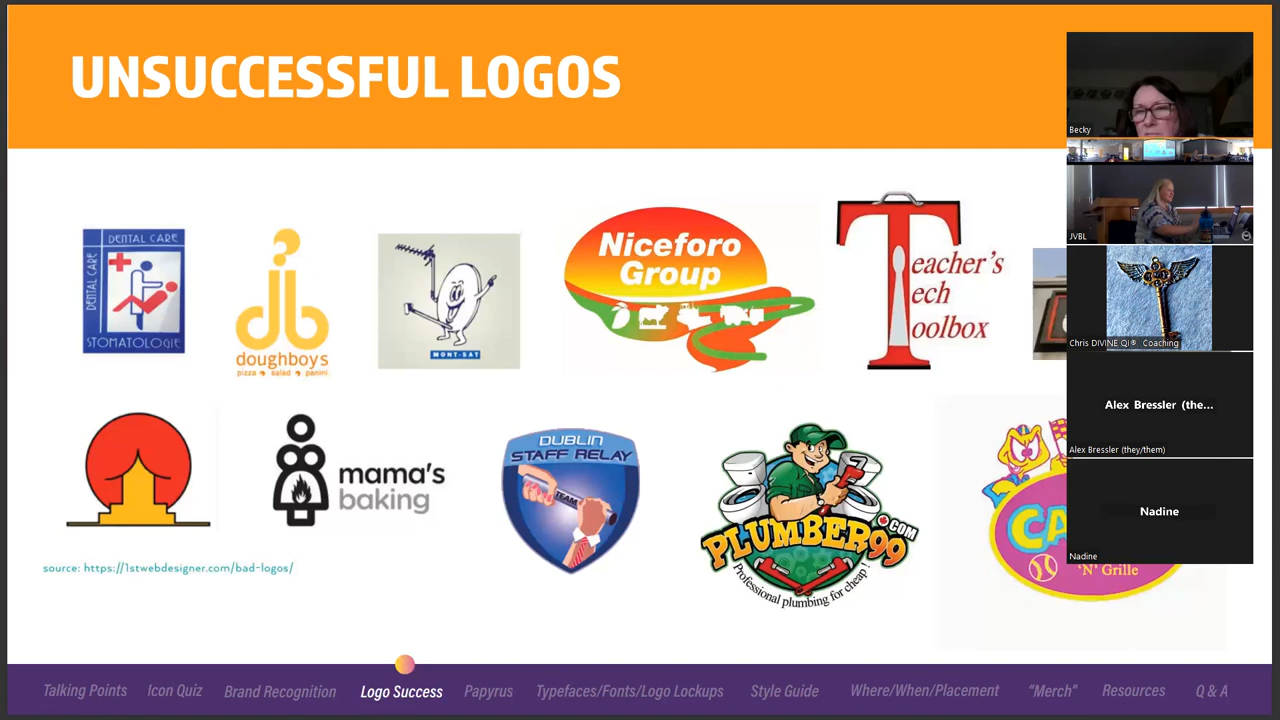 UNSUCCESSFUL LOGOS
DENTAL CARE
DENTAL CARE
STOMATOLOGIE
db
doughboys
pizza salad panini
MONT-SAT
Niceforo
Group
Teacher's
Tech
Toolbox
mama's
baking
DUBLIN
STAFF RELAY
TEAM
PLUMBER99
.COM
Professional plumbing for cheap!
CA
'N' Grille
source: https://1stwebdesigner.com/bad-logos/
Becky
JVBL
Chris DIVINE QI® Coaching
Alex Bressler (the...
Alex Bressler (they/them)
Nadine
Nadine
Talking Points Icon Quiz Brand Recognition Logo Success Papyrus Typefaces/Fonts/Logo Lockups Style Guide Where/When/Placement “Merch” Resources Q & A